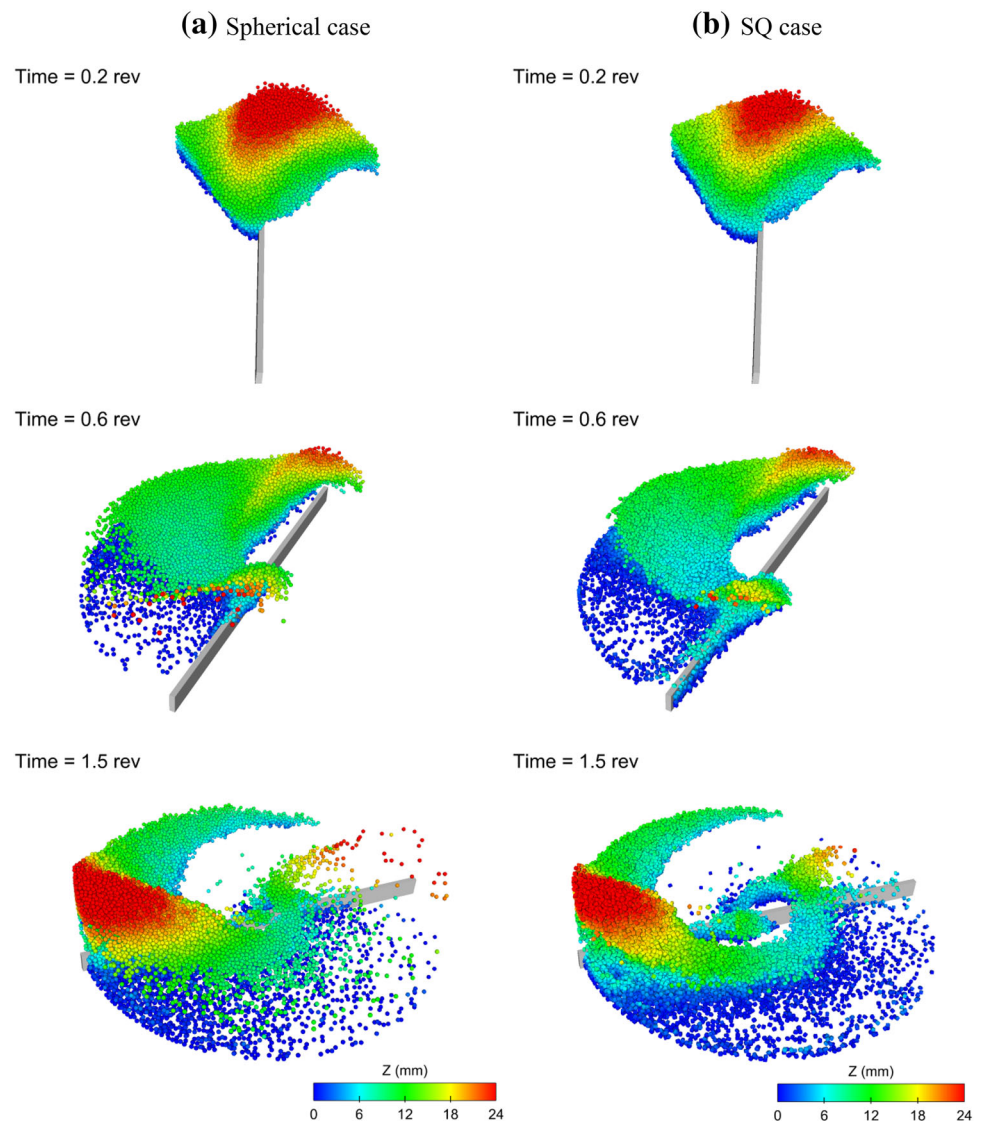 (a) Spherical case
(b) SQ case
Time = 0.2 rev
Time = 0.2 rev
Time = 0.6 rev
Time = 0.6 rev
Time = 1.5 rev
Time = 1.5 rev
Z (mm)
0 6 12 18 24
Z (mm)
0 6 12 18 24